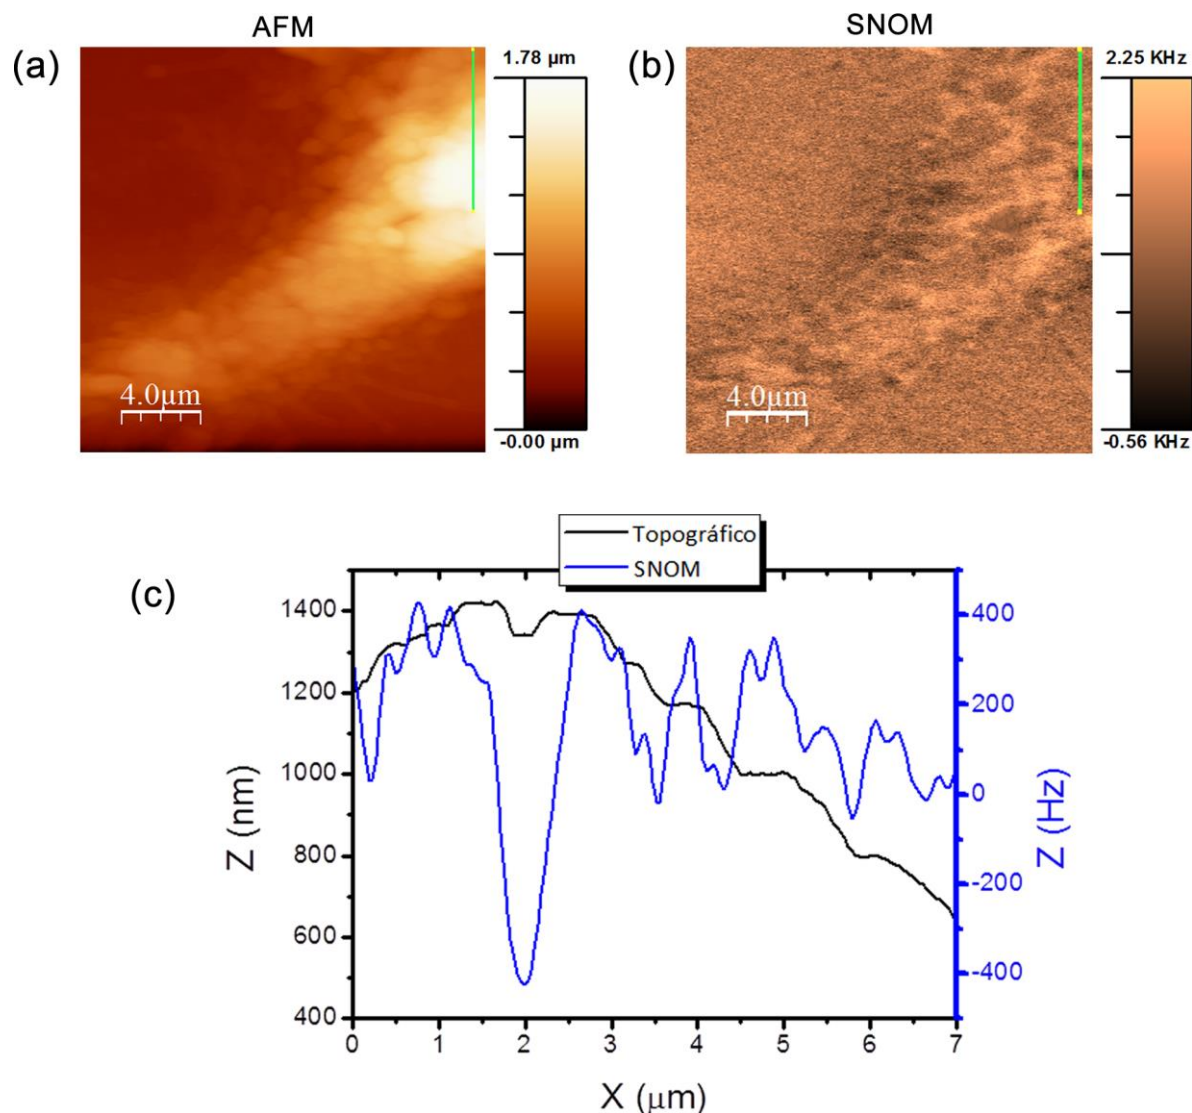 AFM
SNOM
(a)
1.78 µm
-0.00 µm
4.0µm
(b)
2.25 KHz
-0.56 KHz
4.0µm
(c)
Topográfico
SNOM
Z (nm)
1400
1200
1000
800
600
400
400
200
0
-200
-400
Z (Hz)
0 1 2 3 4 5 6 7
X (µm)